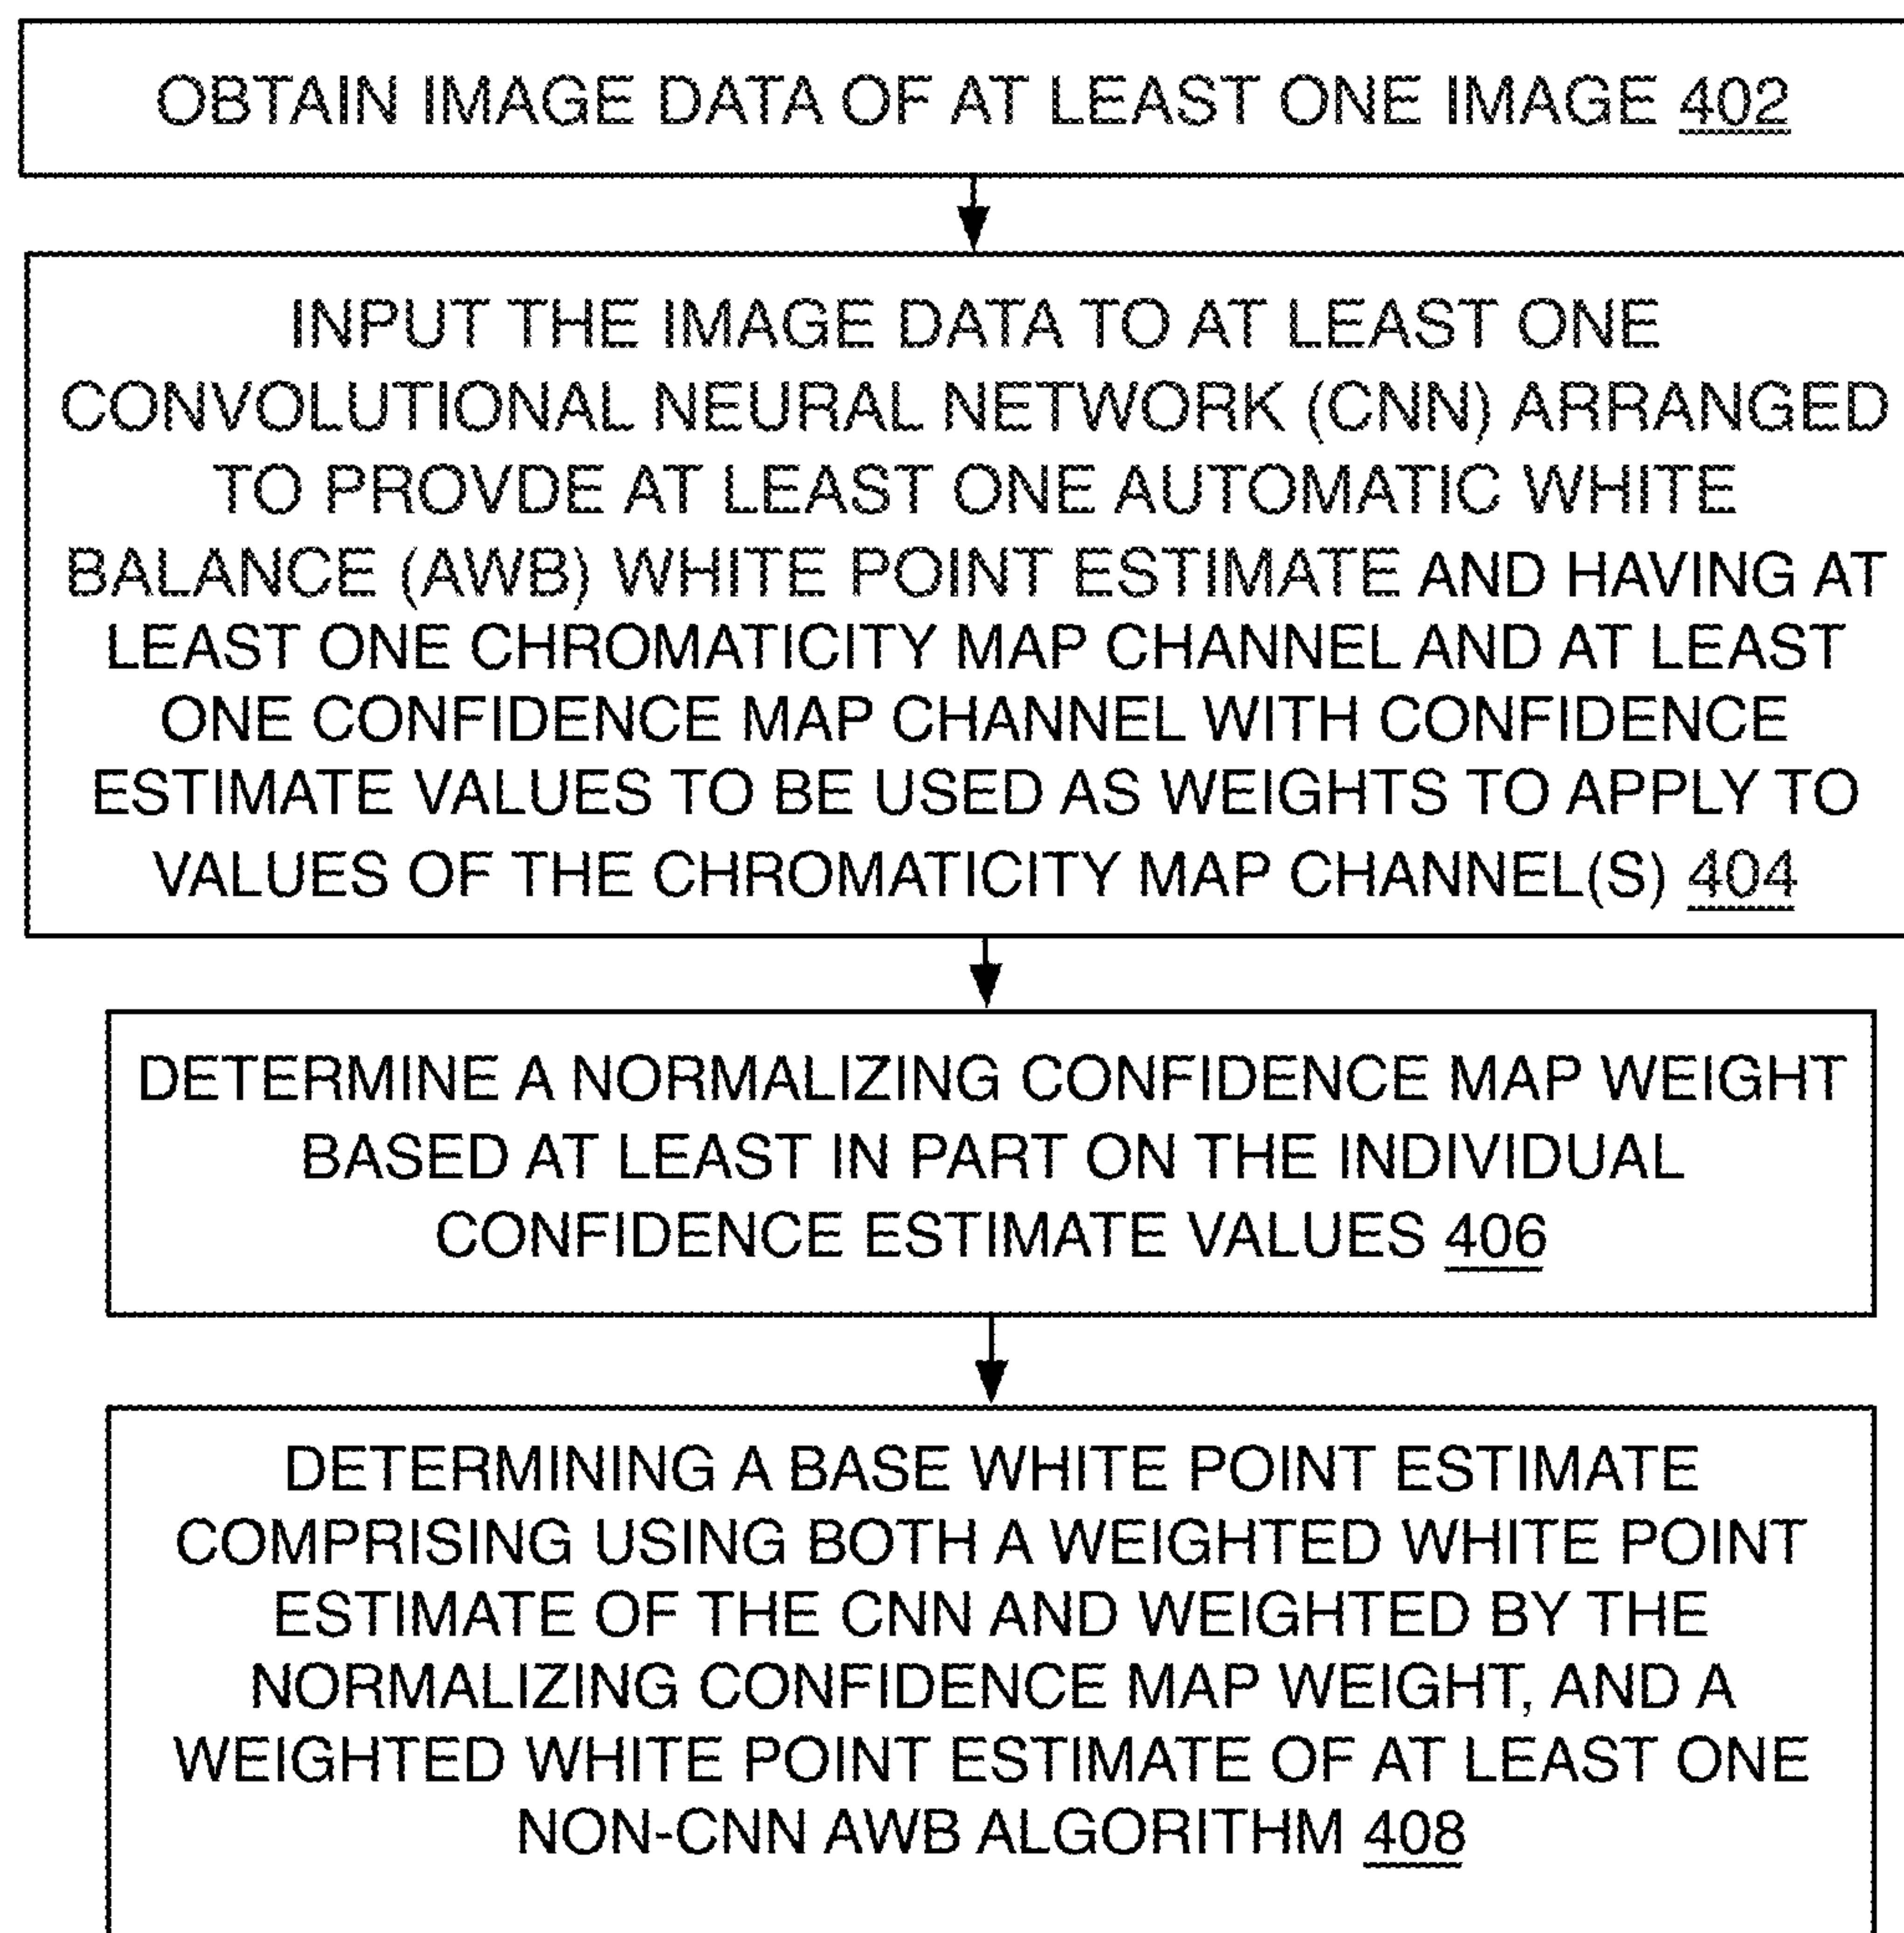 OBTAIN IMAGE DATA OF AT LEAST ONE IMAGE 402
INPUT THE IMAGE DATA TO AT LEAST ONE
CONVOLUTIONAL NEURAL NETWORK (CNN) ARRANGED
TO PROVDE AT LEAST ONE AUTOMATIC WHITE
BALANCE (AWB) WHITE POINT ESTIMATE AND HAVING AT
LEAST ONE CHROMATICITY MAP CHANNEL AND AT LEAST
ONE CONFIDENCE MAP CHANNEL WITH CONFIDENCE
ESTIMATE VALUES TO BE USED AS WEIGHTS TO APPLY TO
VALUES OF THE CHROMATICITY MAP CHANNEL(S) 404
DETERMINE A NORMALIZING CONFIDENCE MAP WEIGHT
BASED AT LEAST IN PART ON THE INDIVIDUAL
CONFIDENCE ESTIMATE VALUES 406
DETERMINING A BASE WHITE POINT ESTIMATE
COMPRISING USING BOTH A WEIGHTED WHITE POINT
ESTIMATE OF THE CNN AND WEIGHTED BY THE
NORMALIZING CONFIDENCE MAP WEIGHT, AND A
WEIGHTED WHITE POINT ESTIMATE OF AT LEAST ONE
NON-CNN AWB ALGORITHM 408